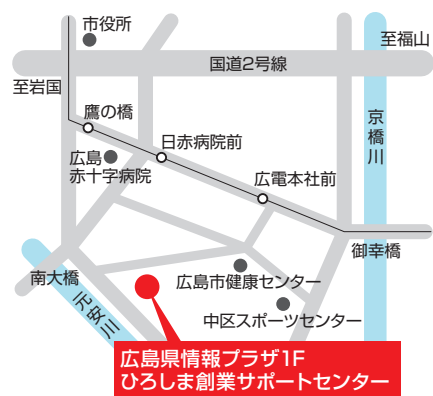 市役所
至福山
国道2号線
至岩国
鷹の橋
京橋川
日赤病院前
広島
赤十字病院
広電本社前
御幸橋
南大橋
広島市健康センター
元安川
中区スポーツセンター
広島県情報プラザ1F
ひろしま創業サポートセンター